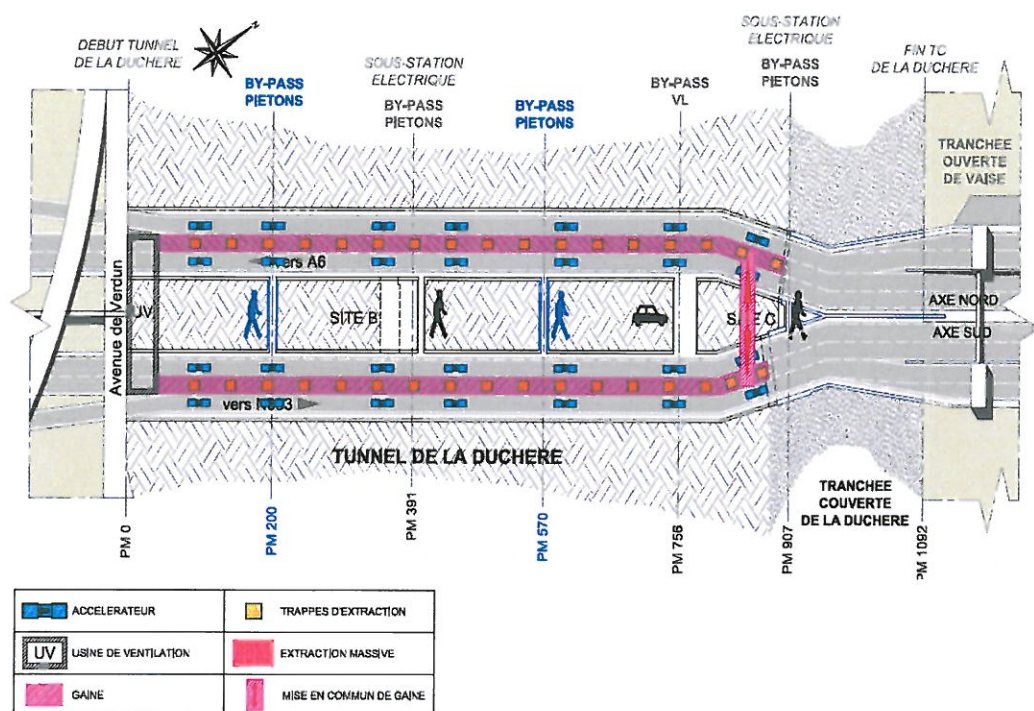 DEBUT TUNNEL
DE LA DUCHERE
N
BY-PASS
PIETONS
SOUS-STATION
ELECTRIQUE
BY-PASS
PIETONS
BY-PASS
PIETONS
BY-PASS
VL
SOUS-STATION
ELECTRIQUE
BY-PASS
PIETONS
FIN TC
DE LA DUCHERE
TRANCHEE
OUVERTE
DE VAISE
Avenue de Verdun
UV
vers A6
SITE B
SITE C
AXE NORD
AXE SUD
vers
TUNNEL DE LA DUCHERE
TRANCHEE
COUVERTE
DE LA DUCHERE
PM 0
PM 200
PM 391
PM 570
PM 756
PM 907
PM 1092
ACCELERATEUR
TRAPPES D'EXTRACTION
UV
USINE DE VENTILATION
EXTRACTION MASSIVE
GAINE
MISE EN COMMUN DE GAINE